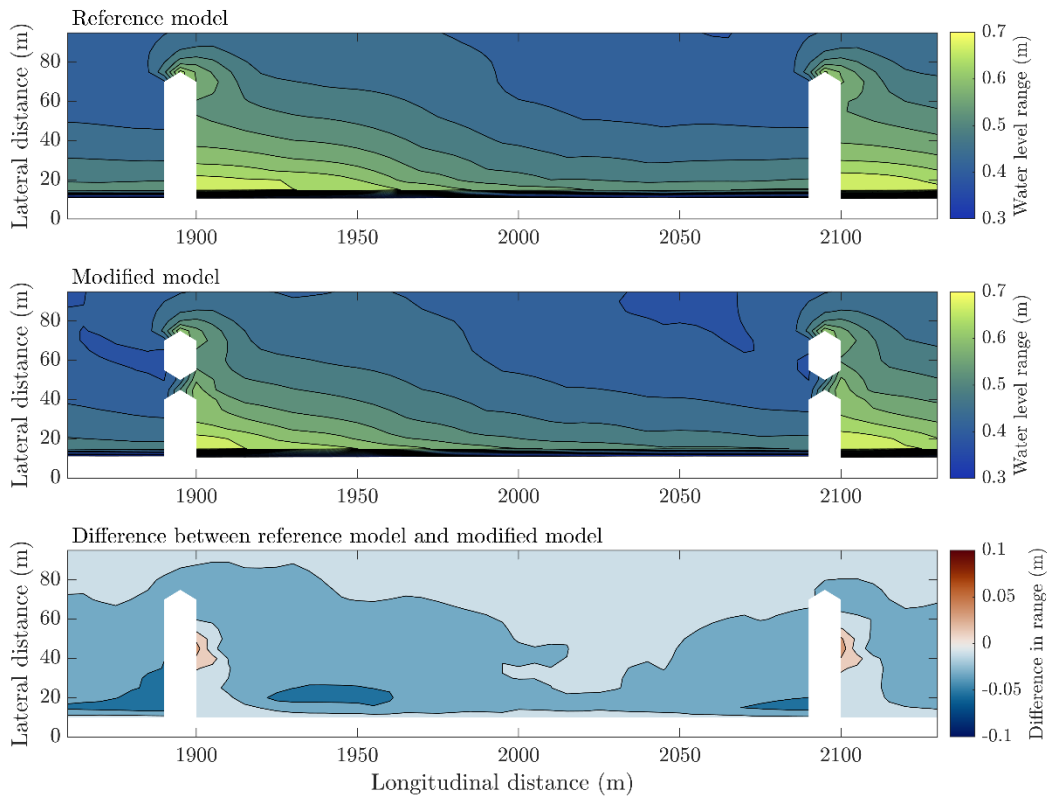 Reference model
Lateral distance (m)
80
60
40
20
0
1900 1950 2000 2050 2100
0.7
0.6
0.5
0.4
0.3
Water level range (m)
Modified model
Lateral distance (m)
80
60
40
20
0
1900 1950 2000 2050 2100
0.7
0.6
0.5
0.4
0.3
Water level range (m)
Difference between reference model and modified model
Lateral distance (m)
80
60
40
20
0
1900 1950 2000 2050 2100
Longitudinal distance (m)
0.1
0.05
0
-0.05
-0.1
Difference in range (m)